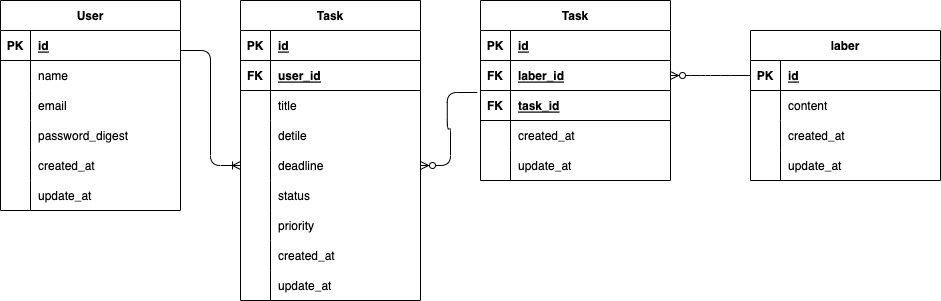 User
PK id
name
email
password_digest
created_at
update_at
Task
PK id
FK user_id
title
detile
deadline
status
priority
created_at
update_at
Task
PK id
FK laber_id
FK task_id
created_at
update_at
laber
PK id
content
created_at
update_at